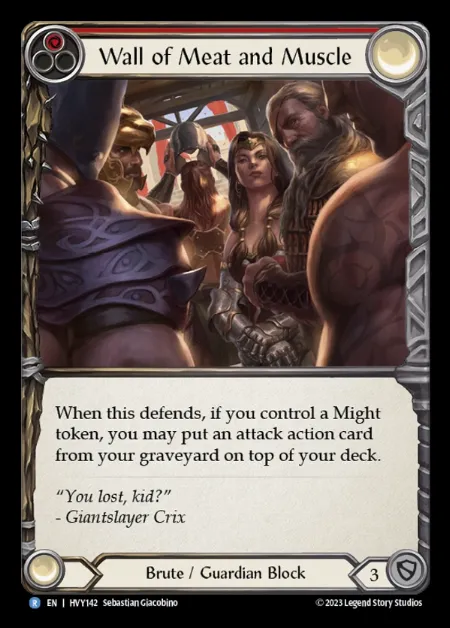 Wall of Meat and Muscle
When this defends, if you control a Might
token, you may put an attack action card
from your graveyard on top of your deck.
“You lost, kid?”
- Giantslayer Crix
Brute / Guardian Block
3
R EN | HVY142 Sebastian Giacobino
© 2023 Legend Story Studios